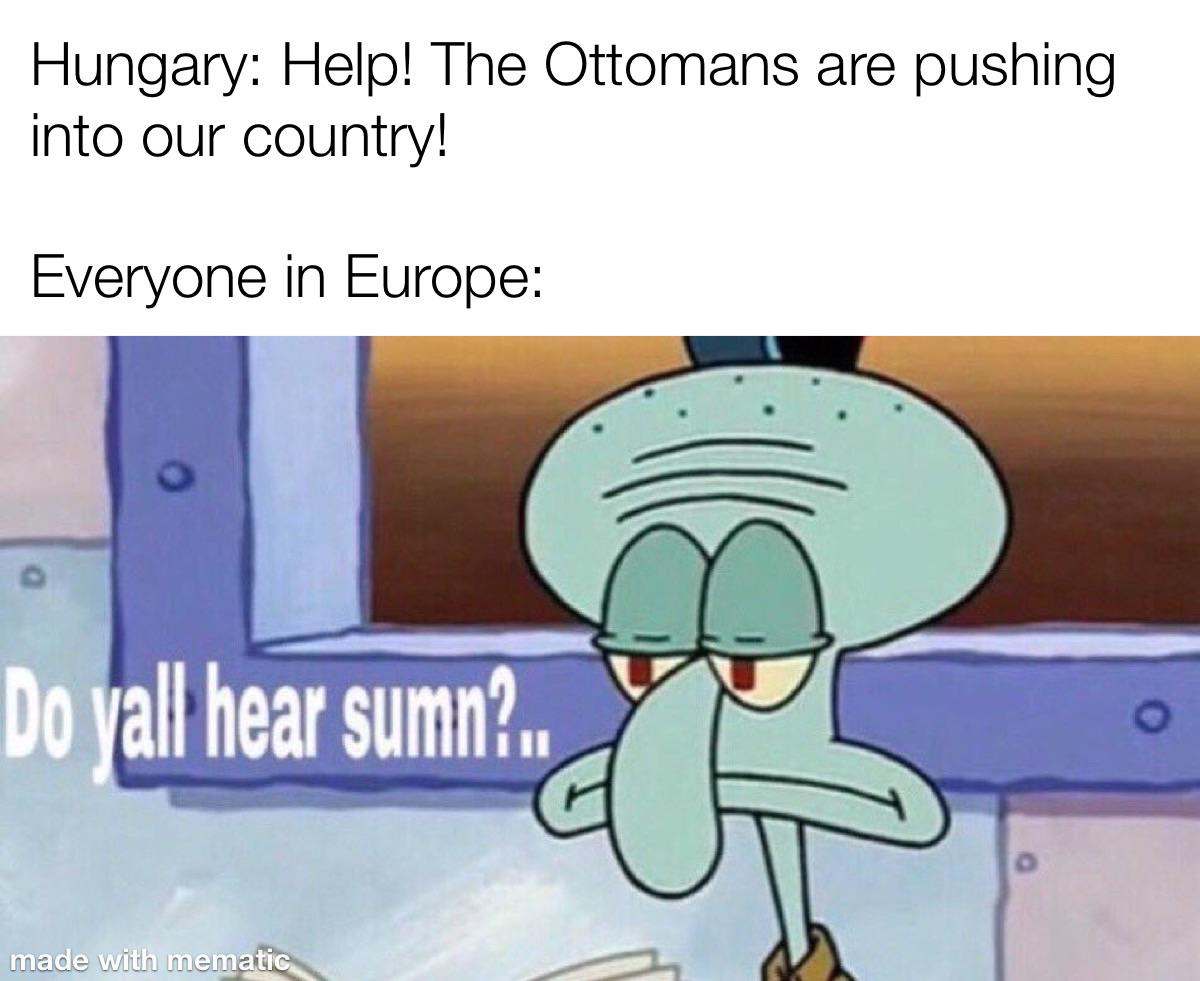 Hungary: Help! The Ottomans are pushing
into our country!
Everyone in Europe:
Do yall hear sumn?..
made with mematic